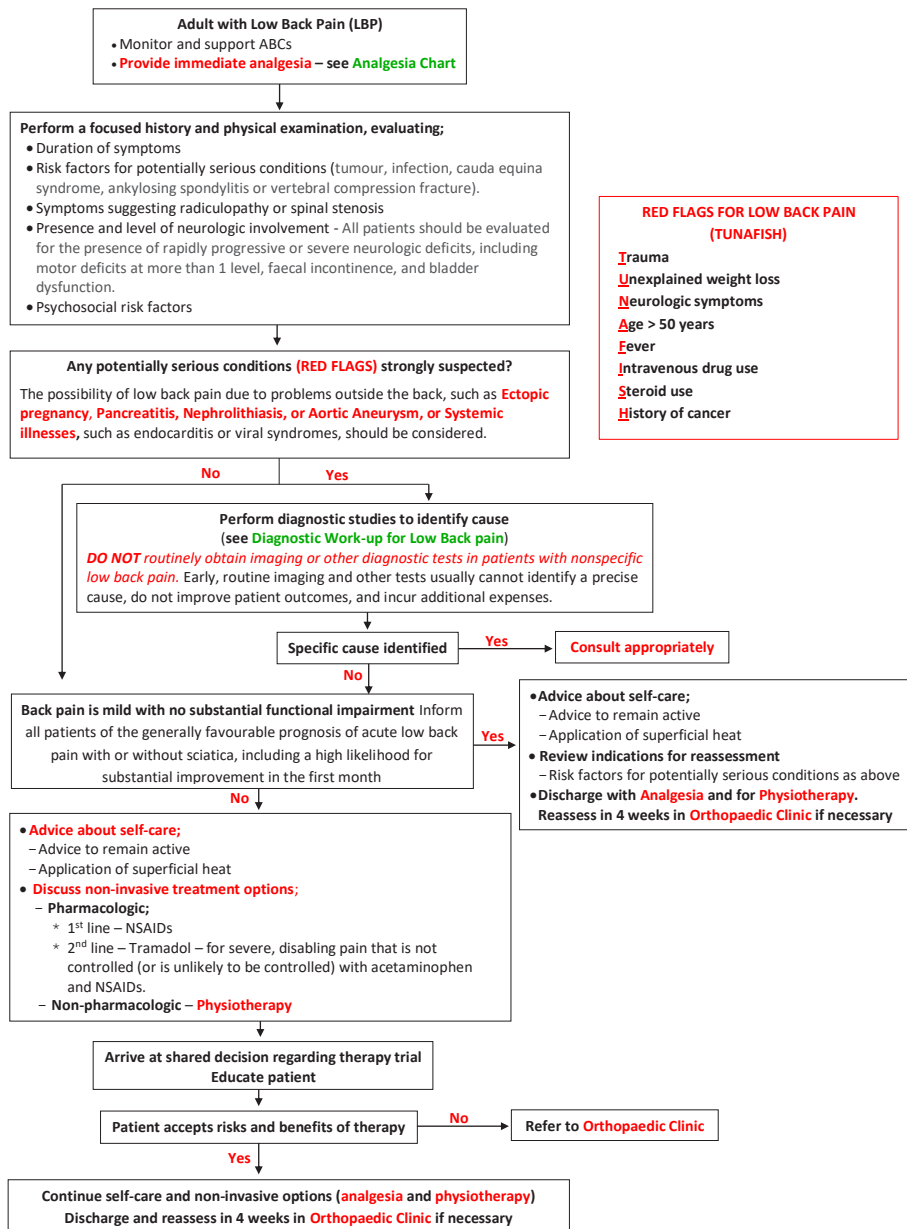 Adult with Low Back Pain (LBP)
• Monitor and support ABCs
• Provide immediate analgesia – see Analgesia Chart
Perform a focused history and physical examination, evaluating;
• Duration of symptoms
• Risk factors for potentially serious conditions (tumour, infection, cauda equina
syndrome, ankylosing spondylitis or vertebral compression fracture).
• Symptoms suggesting radiculopathy or spinal stenosis
• Presence and level of neurologic involvement - All patients should be evaluated
for the presence of rapidly progressive or severe neurologic deficits, including
motor deficits at more than 1 level, faecal incontinence, and bladder
dysfunction.
• Psychosocial risk factors
RED FLAGS FOR LOW BACK PAIN
(TUNAFISH)
Trauma
Unexplained weight loss
Neurologic symptoms
Age > 50 years
Fever
Intravenous drug use
Steroid use
History of cancer
Any potentially serious conditions (RED FLAGS) strongly suspected?
The possibility of low back pain due to problems outside the back, such as Ectopic
pregnancy, Pancreatitis, Nephrolithiasis, or Aortic Aneurysm, or Systemic
illnesses, such as endocarditis or viral syndromes, should be considered.
No
Yes
Perform diagnostic studies to identify cause
(see Diagnostic Work-up for Low Back pain)
DO NOT routinely obtain imaging or other diagnostic tests in patients with nonspecific
low back pain. Early, routine imaging and other tests usually cannot identify a precise
cause, do not improve patient outcomes, and incur additional expenses.
Specific cause identified
Yes
Consult appropriately
No
Back pain is mild with no substantial functional impairment Inform
all patients of the generally favourable prognosis of acute low back
pain with or without sciatica, including a high likelihood for
substantial improvement in the first month
Yes
• Advice about self-care;
– Advice to remain active
– Application of superficial heat
• Review indications for reassessment
– Risk factors for potentially serious conditions as above
• Discharge with Analgesia and for Physiotherapy.
Reassess in 4 weeks in Orthopaedic Clinic if necessary
No
• Advice about self-care;
– Advice to remain active
– Application of superficial heat
• Discuss non-invasive treatment options;
– Pharmacologic;
* 1st line – NSAIDs
* 2nd line – Tramadol – for severe, disabling pain that is not
controlled (or is unlikely to be controlled) with acetaminophen
and NSAIDs.
– Non-pharmacologic – Physiotherapy
Arrive at shared decision regarding therapy trial
Educate patient
Patient accepts risks and benefits of therapy
No
Refer to Orthopaedic Clinic
Yes
Continue self-care and non-invasive options (analgesia and physiotherapy)
Discharge and reassess in 4 weeks in Orthopaedic Clinic if necessary